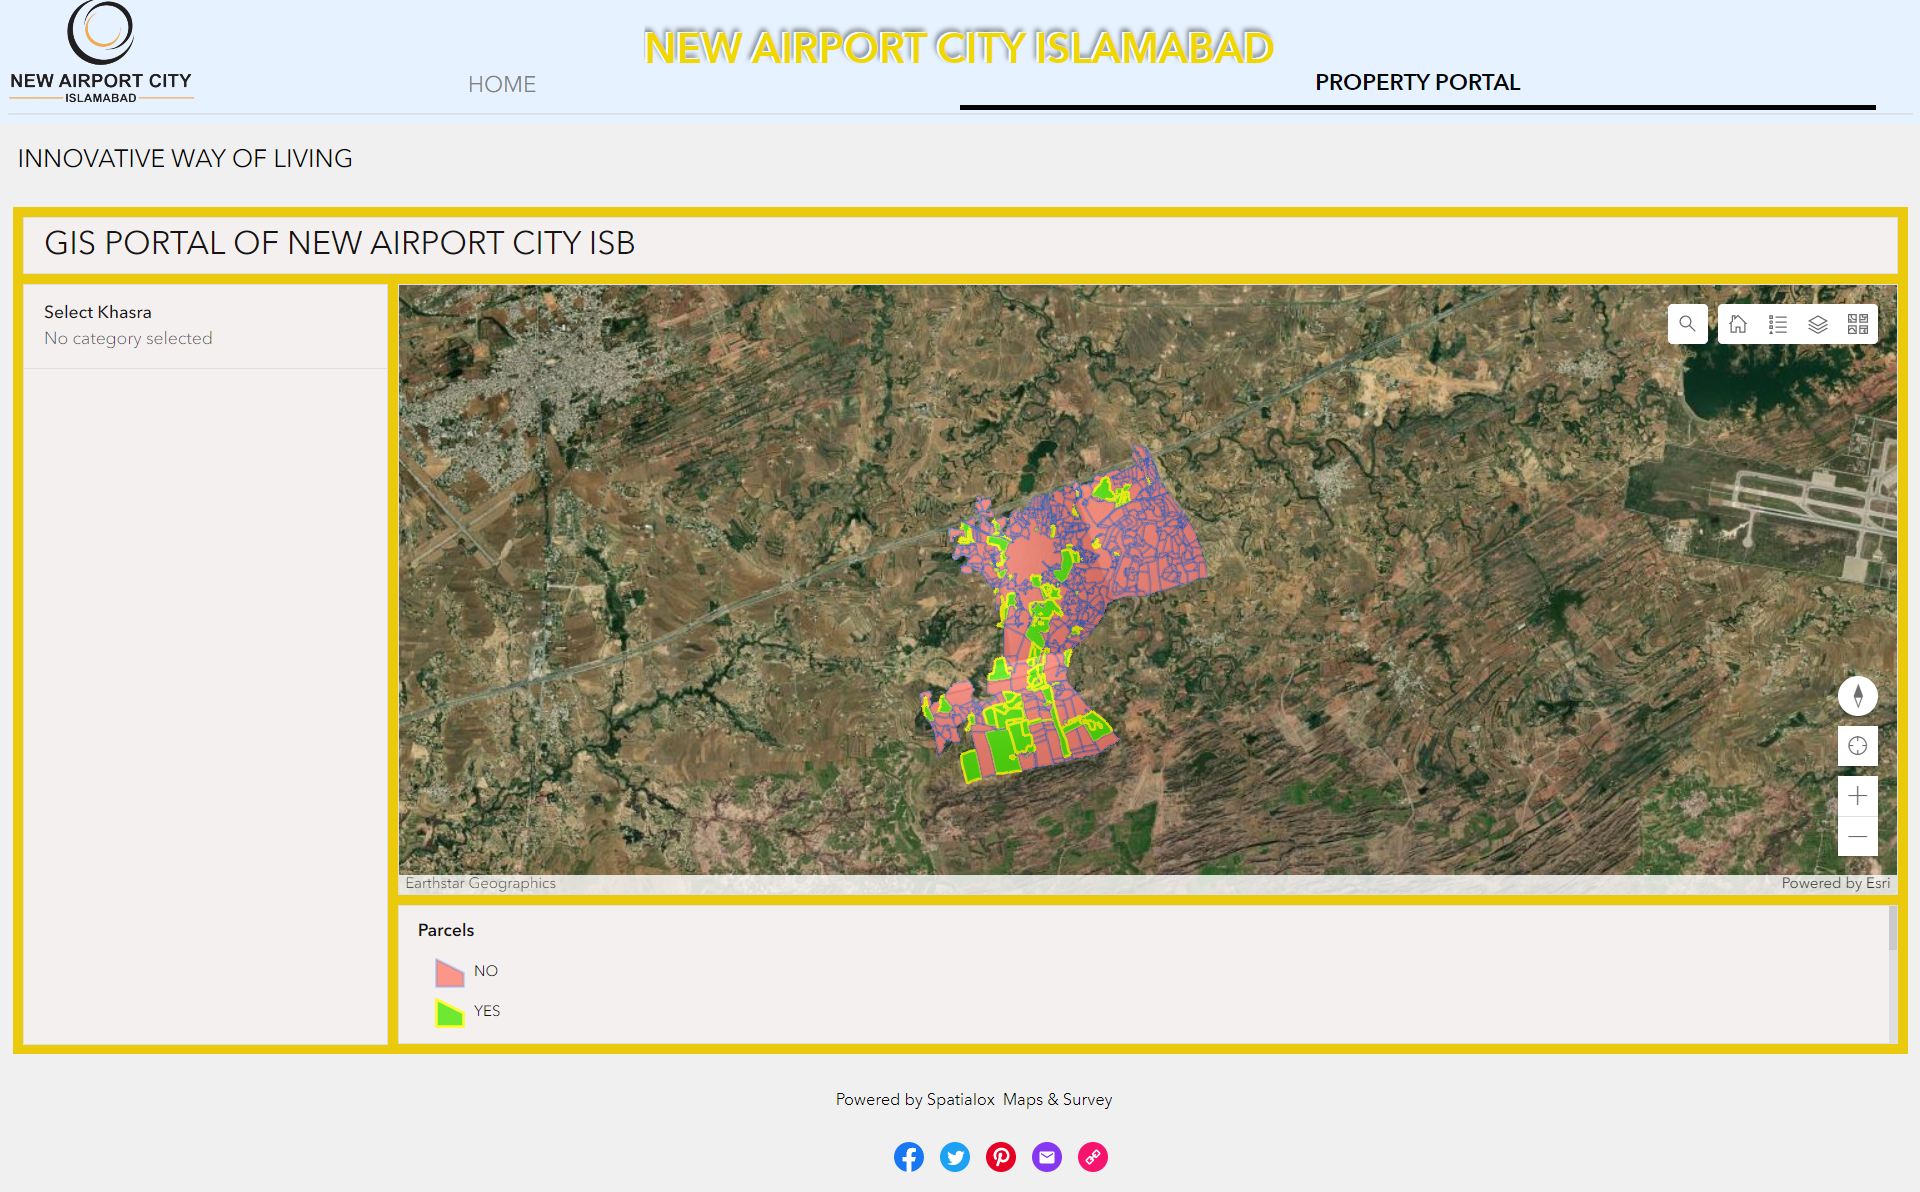 NEW AIRPORT CITY
ISLAMABAD
NEW AIRPORT CITY ISLAMABAD
HOME
PROPERTY PORTAL
INNOVATIVE WAY OF LIVING
GIS PORTAL OF NEW AIRPORT CITY ISB
Select Khasra
No category selected
Earthstar Geographics
Powered by Esri
Parcels
NO
YES
Powered by Spatialox  Maps & Survey